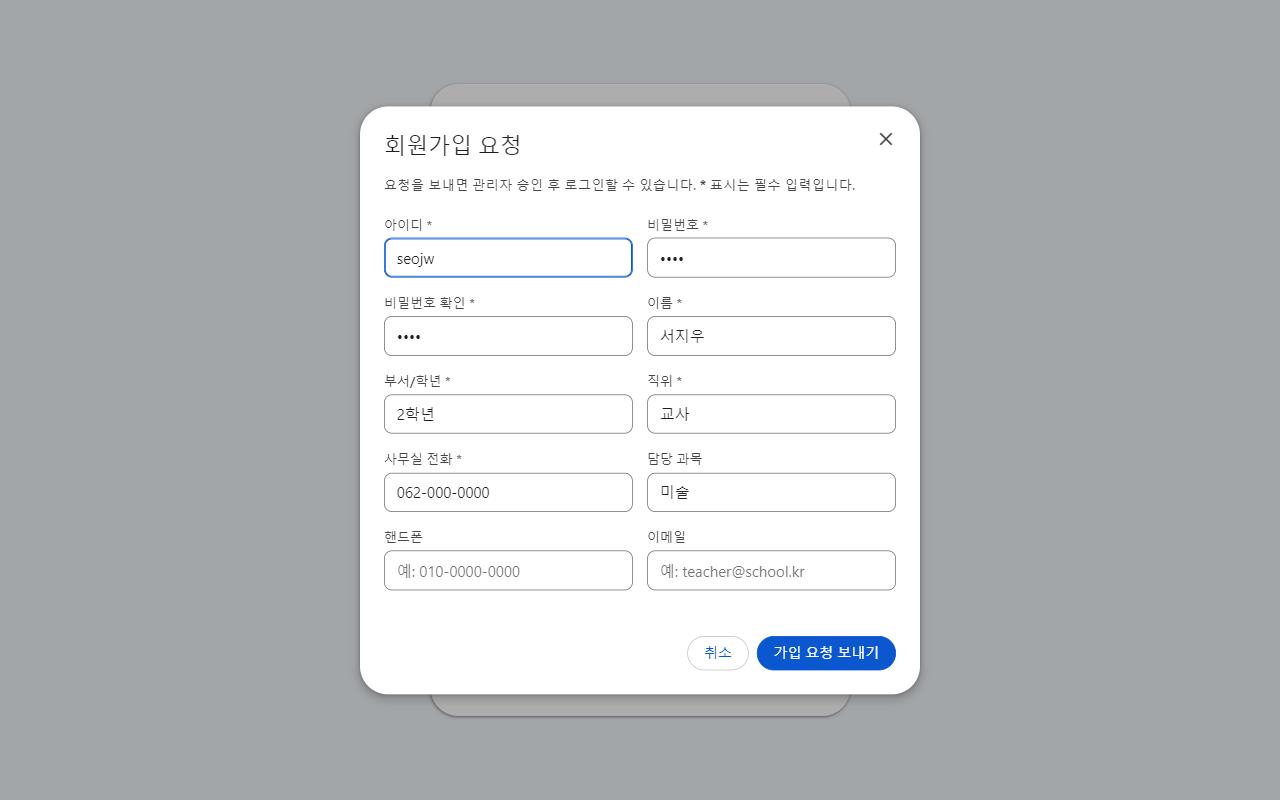 회원가입 요청
요청을 보내면 관리자 승인 후 로그인할 수 있습니다. * 표시는 필수 입력입니다.
아이디 * 비밀번호 *
seojw ••••
비밀번호 확인 * 이름 *
•••• 서지우
부서/학년 * 직위 *
2학년 교사
사무실 전화 * 담당 과목
062-000-0000 미술
핸드폰 이메일
예: 010-0000-0000 예: teacher@school.kr
취소 가입 요청 보내기